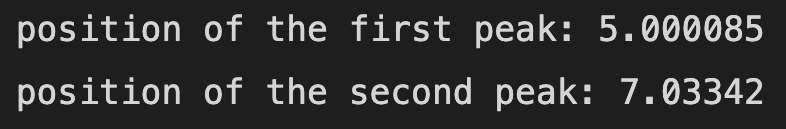 position of the first peak: 5.000085
position of the second peak: 7.03342